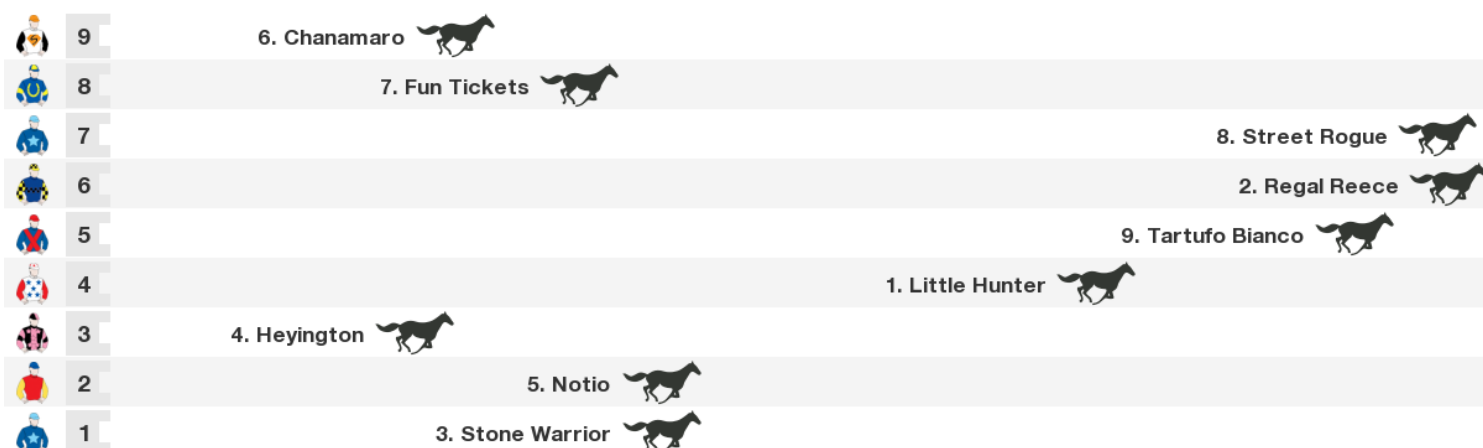 9 6. Chanamaro
8 7. Fun Tickets
7 8. Street Rogue
6 2. Regal Reece
5 9. Tartufo Bianco
4 1. Little Hunter
3 4. Heyington
2 5. Notio
1 3. Stone Warrior